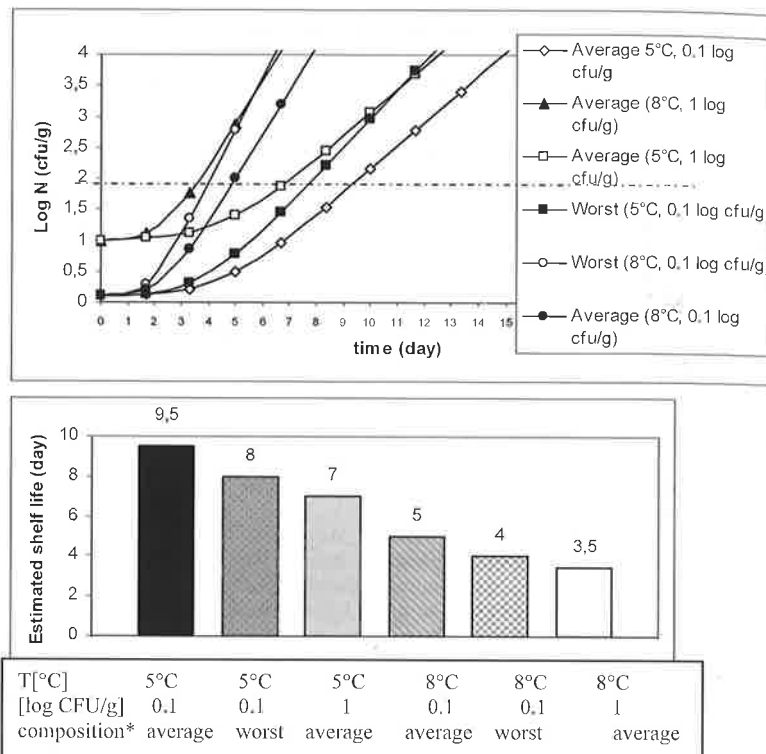 4
3,5
3
2,5
2
1,5
1
0,5
0
Log N (cfu/g)
0 1 2 3 4 5 6 7 8 9 10 11 12 13 14 15
time (day)
Average 5°C, 0.1 log
cfu/g
Average (8°C, 1 log
cfu/g)
Average (5°C, 1 log
cfu/g)
Worst (5°C, 0.1 log cfu/g
Worst (8°C, 0.1 log cfu/g
Average (8°C, 0.1 log
cfu/g)
Estimated shelf life (day)
10
8
6
4
2
0
9,5
8
7
5
4
3,5
T[°C] 5°C 5°C 5°C 8°C 8°C 8°C
[log CFU/g] 0.1 0.1 1 0.1 0.1 1
composition* average worst average average worst average